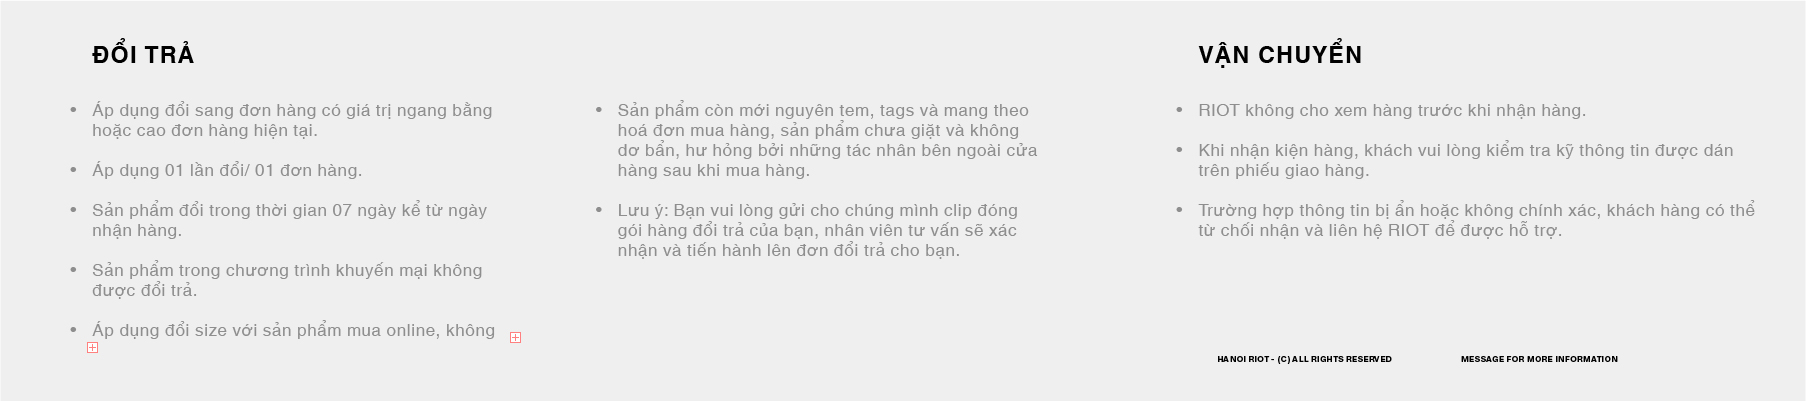 ĐỔI TRẢ
• Áp dụng đổi sang đơn hàng có giá trị ngang bằng
hoặc cao đơn hàng hiện tại.
• Áp dụng 01 lần đổi/ 01 đơn hàng.
• Sản phẩm đổi trong thời gian 07 ngày kể từ ngày
nhận hàng.
• Sản phẩm trong chương trình khuyến mại không
được đổi trả.
• Áp dụng đổi size với sản phẩm mua online, không
• Sản phẩm còn mới nguyên tem, tags và mang theo
hoá đơn mua hàng, sản phẩm chưa giặt và không
dơ bẩn, hư hỏng bởi những tác nhân bên ngoài cửa
hàng sau khi mua hàng.
• Lưu ý: Bạn vui lòng gửi cho chúng mình clip đóng
gói hàng đổi trả của bạn, nhân viên tư vấn sẽ xác
nhận và tiến hành lên đơn đổi trả cho bạn.
VẬN CHUYỂN
• RIOT không cho xem hàng trước khi nhận hàng.
• Khi nhận kiện hàng, khách vui lòng kiểm tra kỹ thông tin được dán
trên phiếu giao hàng.
• Trường hợp thông tin bị ẩn hoặc không chính xác, khách hàng có thể
từ chối nhận và liên hệ RIOT để được hỗ trợ.
HANOI RIOT - (C) ALL RIGHTS RESERVED
MESSAGE FOR MORE INFORMATION